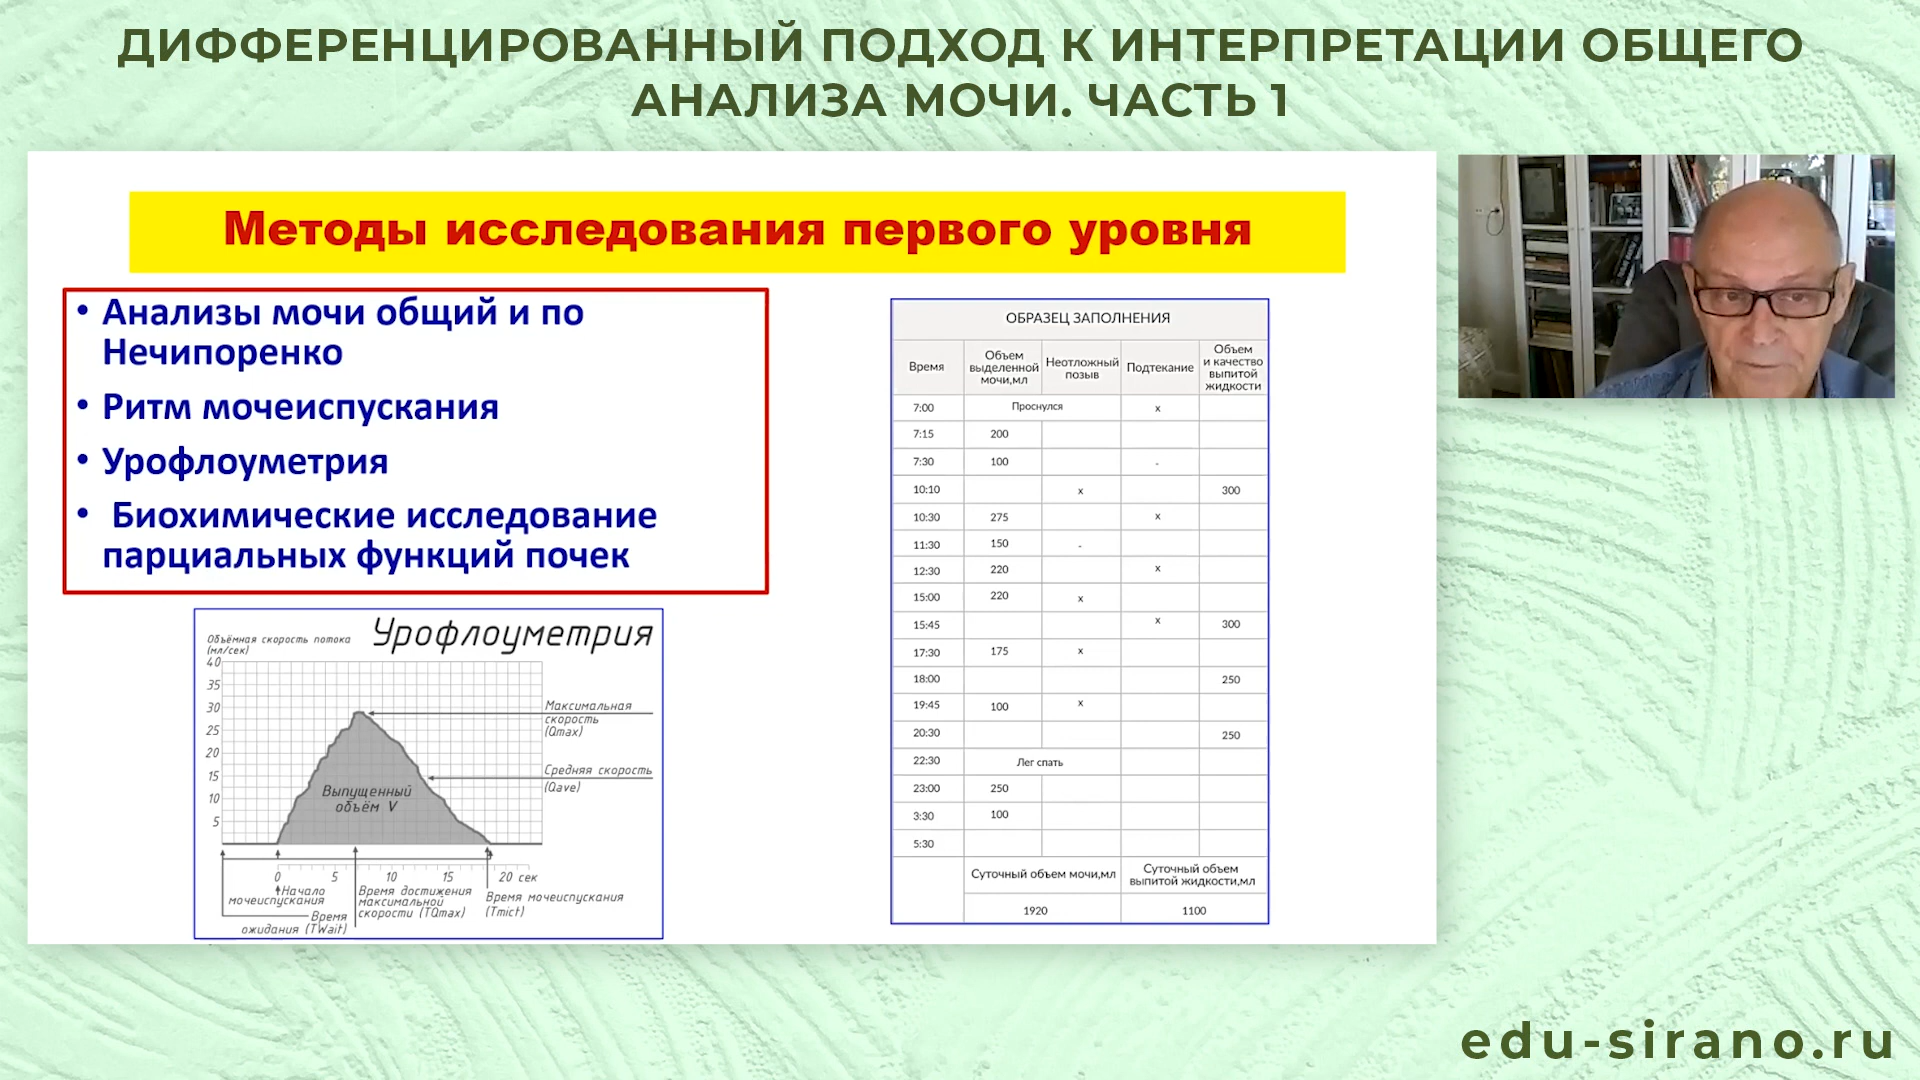 ДИФФЕРЕНЦИРОВАННЫЙ ПОДХОД К ИНТЕРПРЕТАЦИИ ОБЩЕГО
АНАЛИЗА МОЧИ. ЧАСТЬ 1
Методы исследования первого уровня
• Анализы мочи общий и по
Нечипоренко
• Ритм мочеиспускания
• Урофлоуметрия
• Биохимические исследование
парциальных функций почек
Урофлоуметрия
Объёмная скорость потока
(мл/сек)
40
35
30
25
20
15
10
5
Максимальная
скорость
(Qmax)
Средняя скорость
(Qave)
Выпущенный
объём V
0 5 10 15 20 сек
Начало
мочеиспускания
Время
ожидания (TWait)
Время достижения
максимальной
скорости (TQmax)
Время мочеиспускания
(Tmict)
ОБРАЗЕЦ ЗАПОЛНЕНИЯ
Время
Объем
выделенной
мочи,мл
Неотложный
позыв
Подтекание
Объем
и качество
выпитой
жидкости
7:00 Проснулся x
7:15 200
7:30 100 -
10:10 x 300
10:30 275 x
11:30 150 -
12:30 220 x
15:00 220 x
15:45 x 300
17:30 175 x
18:00 250
19:45 100 x
20:30 250
22:30 Лег спать
23:00 250
3:30 100
5:30
Суточный объем мочи,мл
Суточный объем
выпитой жидкости,мл
1920 1100
edu-sirano.ru